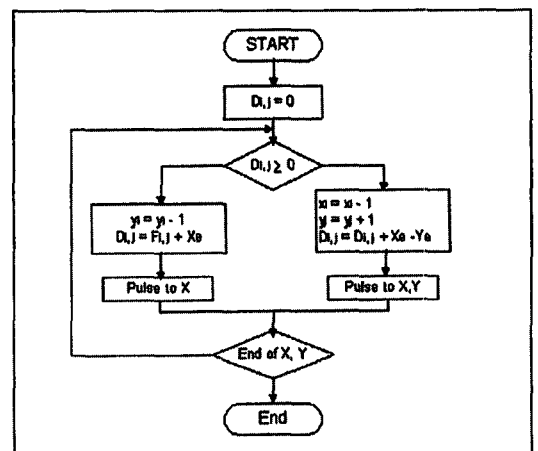 START
Di,j = 0
Di,j ≥ 0
yi = yi - 1
Di,j = Fi,j + Xe
xi = xi - 1
yj = yj + 1
Di,j = Di,j + Xe -Ye
Pulse to X
Pulse to X,Y
End of X, Y
End